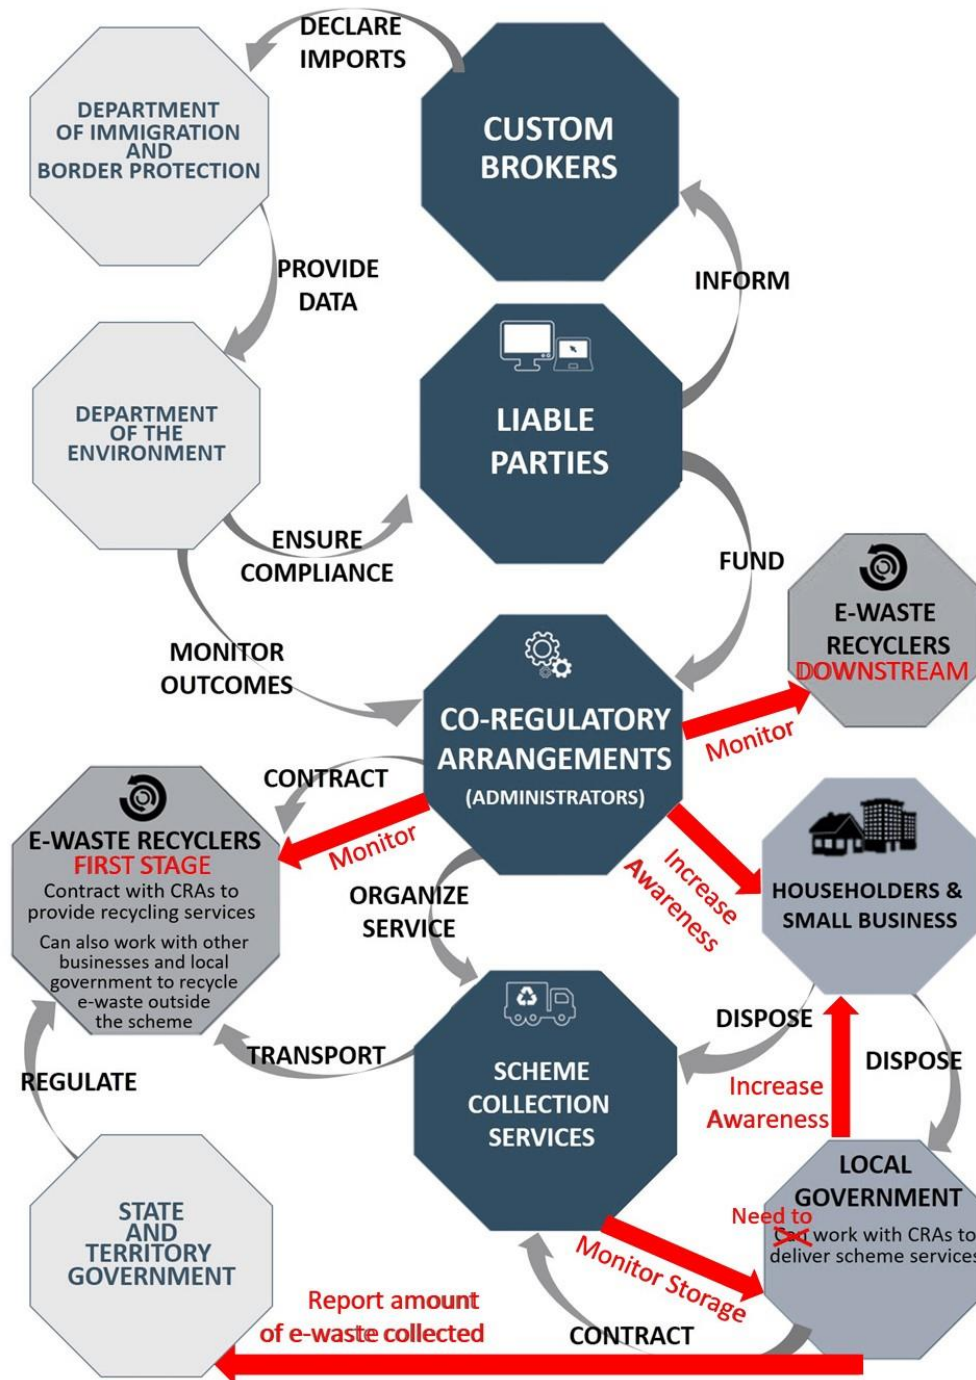 DECLARE
IMPORTS
DEPARTMENT
OF IMMIGRATION
AND
BORDER PROTECTION
CUSTOM
BROKERS
PROVIDE
DATA
INFORM
LIABLE
PARTIES
DEPARTMENT
OF THE
ENVIRONMENT
ENSURE
COMPLIANCE
FUND
E-WASTE
RECYCLERS
DOWNSTREAM
MONITOR
OUTCOMES
CO-REGULATORY
ARRANGEMENTS
(ADMINISTRATORS)
Monitor
CONTRACT
Monitor
E-WASTE RECYCLERS
FIRST STAGE
Contract with CRAs to
provide recycling services
Can also work with other
businesses and local
government to recycle
e-waste outside
the scheme
Increase
Awareness
HOUSEHOLDERS &
SMALL BUSINESS
ORGANIZE
SERVICE
DISPOSE
DISPOSE
TRANSPORT
REGULATE
SCHEME
COLLECTION
SERVICES
Increase
Awareness
LOCAL
GOVERNMENT
Need to
Can work with CRAs to
deliver scheme services
STATE
AND
TERRITORY
GOVERNMENT
Monitor Storage
Report amount
of e-waste collected
CONTRACT